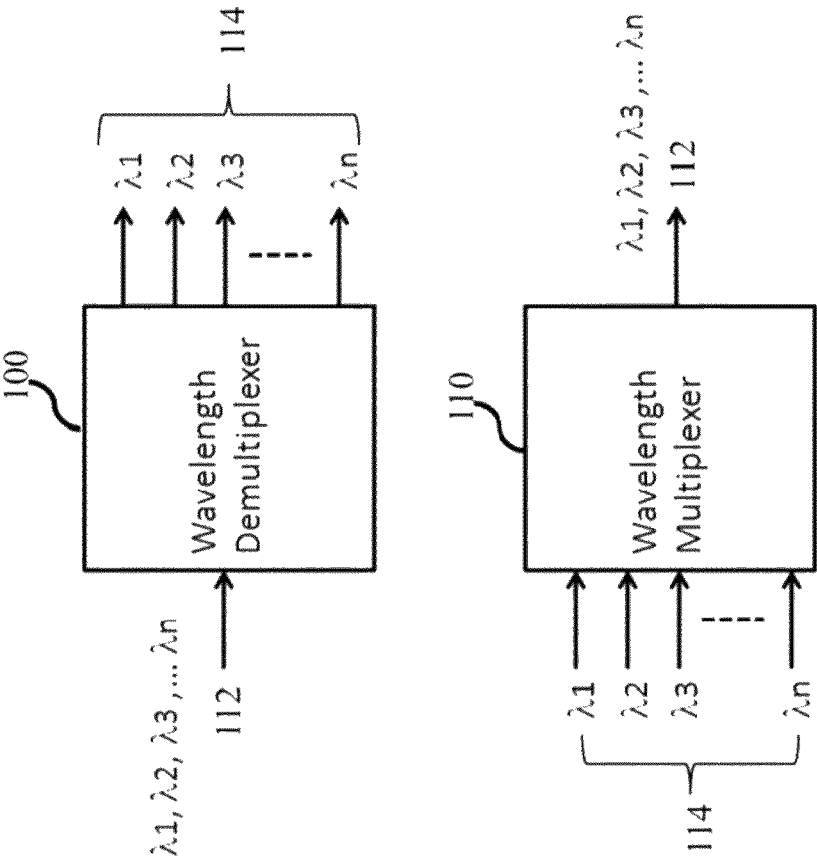 100
λ1, λ2, λ3 ,... λn
112
Wavelength
Demultiplexer
λ1
λ2
λ3
λn
114
110
114
λ1
λ2
λ3
λn
Wavelength
Multiplexer
λ1, λ2, λ3 ,... λn
112